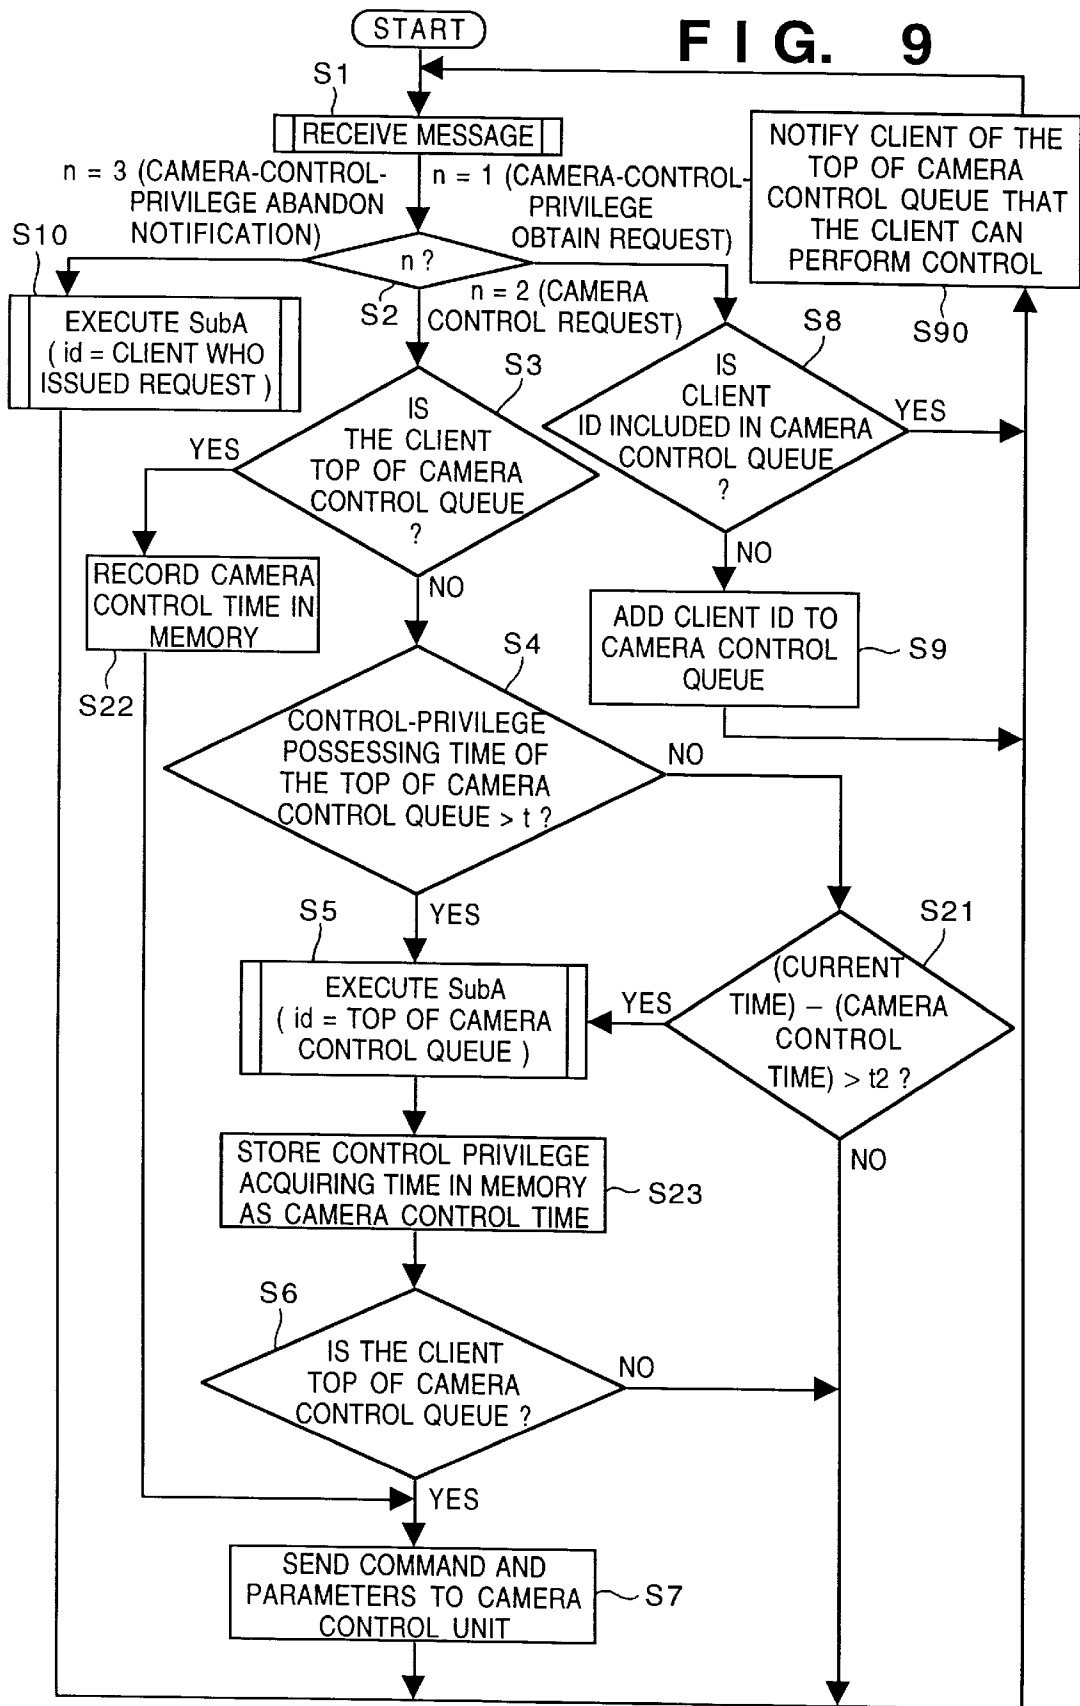 START
F I G. 9
S1
RECEIVE MESSAGE
NOTIFY CLIENT OF THE
TOP OF CAMERA
CONTROL QUEUE THAT
THE CLIENT CAN
PERFORM CONTROL
S90
n = 3 (CAMERA-CONTROL-
PRIVILEGE ABANDON
NOTIFICATION)
n = 1 (CAMERA-CONTROL-
PRIVILEGE
OBTAIN REQUEST)
S10
n ?
S2
n = 2 (CAMERA
CONTROL REQUEST)
EXECUTE SubA
( id = CLIENT WHO
ISSUED REQUEST )
S8
IS
CLIENT
ID INCLUDED IN CAMERA
CONTROL QUEUE
?
YES
NO
S3
IS
THE CLIENT
TOP OF CAMERA
CONTROL QUEUE
?
YES
NO
RECORD CAMERA
CONTROL TIME IN
MEMORY
S22
ADD CLIENT ID TO
CAMERA CONTROL
QUEUE
S9
S4
CONTROL-PRIVILEGE
POSSESSING TIME OF
THE TOP OF CAMERA
CONTROL QUEUE > t ?
NO
YES
S5
EXECUTE SubA
( id = TOP OF CAMERA
CONTROL QUEUE )
S21
(CURRENT
TIME) – (CAMERA
CONTROL
TIME) > t2 ?
YES
NO
STORE CONTROL PRIVILEGE
ACQUIRING TIME IN MEMORY
AS CAMERA CONTROL TIME
S23
S6
IS THE CLIENT
TOP OF CAMERA
CONTROL QUEUE ?
NO
YES
SEND COMMAND AND
PARAMETERS TO CAMERA
CONTROL UNIT
S7